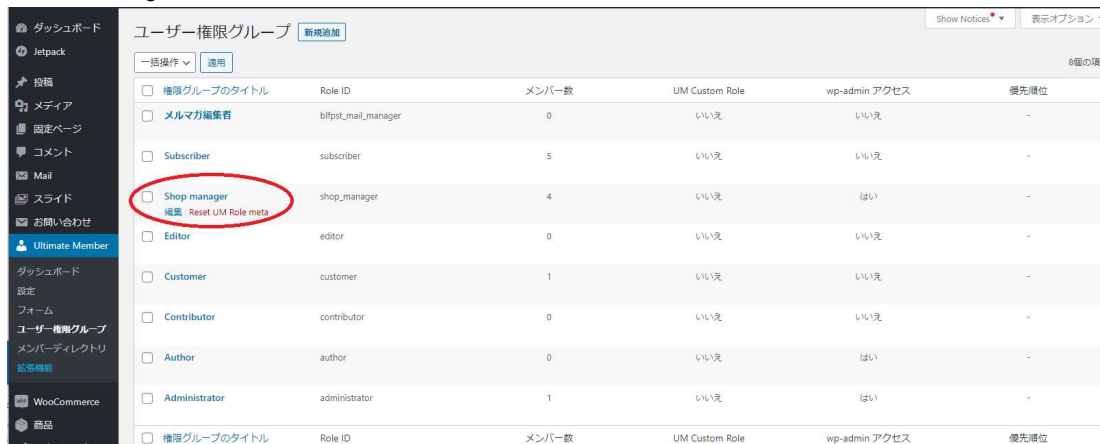 ダッシュボード
Jetpack
投稿
メディア
固定ページ
コメント
Mail
スライド
お問い合わせ
Ultimate Member
ダッシュボード
設定
フォーム
ユーザー権限グループ
メンバーディレクトリ
拡張機能
WooCommerce
商品
Show Notices 表示オプション
ユーザー権限グループ 新規追加
一括操作 適用 8個の項
権限グループのタイトル Role ID メンバー数 UM Custom Role wp-admin アクセス 優先順位
メルマガ編集者 blfpst_mail_manager 0 いいえ いいえ -
Subscriber subscriber 5 いいえ いいえ -
Shop manager shop_manager 4 いいえ はい -
編集 | Reset UM Role meta
Editor editor 0 いいえ いいえ -
Customer customer 1 いいえ いいえ -
Contributor contributor 0 いいえ いいえ -
Author author 0 いいえ はい -
Administrator administrator 1 いいえ はい -
権限グループのタイトル Role ID メンバー数 UM Custom Role wp-admin アクセス 優先順位